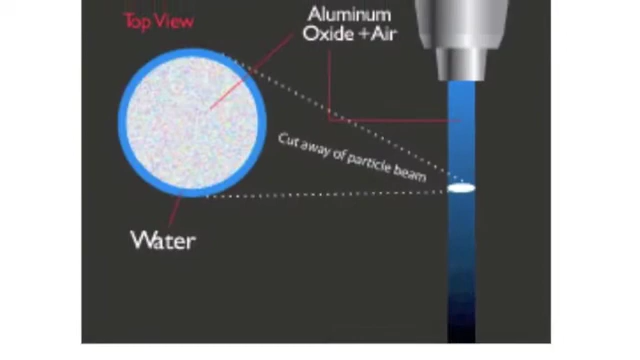 Top View
Aluminum
Oxide +Air
Cut away of particle beam
Water